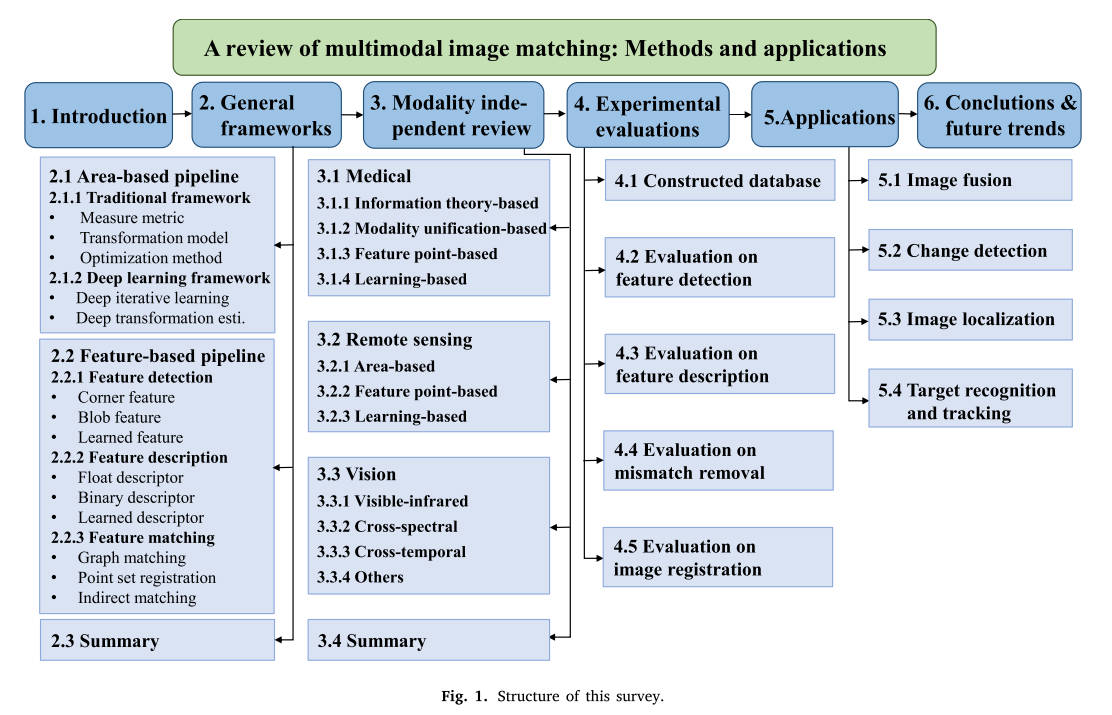 A review of multimodal image matching: Methods and applications
1. Introduction
2. General
frameworks
3. Modality inde-
pendent review
4. Experimental
evaluations
5.Applications
6. Conclutions &
future trends
2.1 Area-based pipeline
2.1.1 Traditional framework
• Measure metric
• Transformation model
• Optimization method
2.1.2 Deep learning framework
• Deep iterative learning
• Deep transformation esti.
2.2 Feature-based pipeline
2.2.1 Feature detection
• Corner feature
• Blob feature
• Learned feature
2.2.2 Feature description
• Float descriptor
• Binary descriptor
• Learned descriptor
2.2.3 Feature matching
• Graph matching
• Point set registration
• Indirect matching
2.3 Summary
3.1 Medical
3.1.1 Information theory-based
3.1.2 Modality unification-based
3.1.3 Feature point-based
3.1.4 Learning-based
3.2 Remote sensing
3.2.1 Area-based
3.2.2 Feature point-based
3.2.3 Learning-based
3.3 Vision
3.3.1 Visible-infrared
3.3.2 Cross-spectral
3.3.3 Cross-temporal
3.3.4 Others
3.4 Summary
4.1 Constructed database
4.2 Evaluation on
feature detection
4.3 Evaluation on
feature description
4.4 Evaluation on
mismatch removal
4.5 Evaluation on
image registration
5.1 Image fusion
5.2 Change detection
5.3 Image localization
5.4 Target recognition
and tracking
Fig. 1. Structure of this survey.